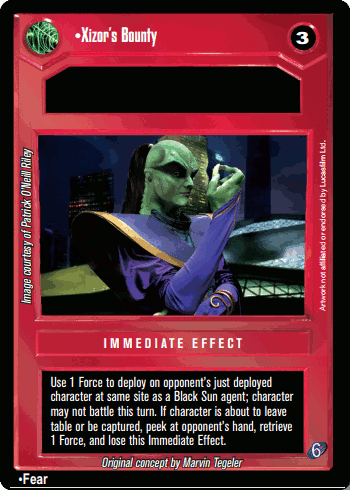 •Xizor's Bounty
3
Image courtesy of Patrick O'Neill Riley
Artwork not affiliated or endorsed by Lucasfilm Ltd.
IMMEDIATE EFFECT
Use 1 Force to deploy on opponent's just deployed
character at same site as a Black Sun agent; character
may not battle this turn. If character is about to leave
table or be captured, peek at opponent's hand, retrieve
1 Force, and lose this Immediate Effect.
6
Original concept by Marvin Tegeler
•Fear